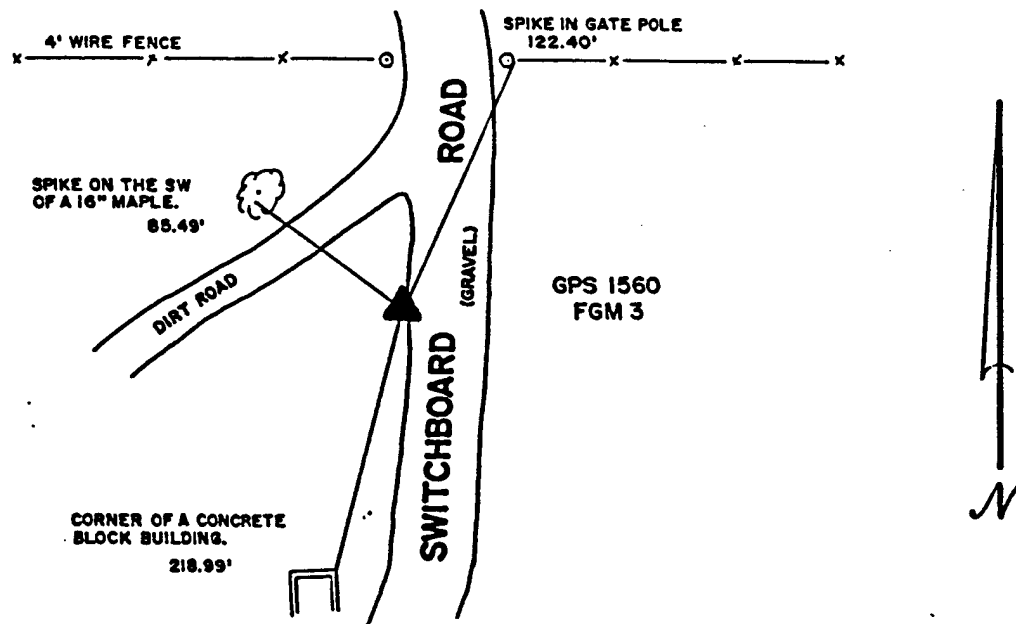 SPIKE IN GATE POLE
122.40'
4' WIRE FENCE
ROAD
SPIKE ON THE SW
OF A 16" MAPLE.
85.49'
(GRAVEL)
DIRT ROAD
GPS 1560
FGM 3
SWITCHBOARD
CORNER OF A CONCRETE
BLOCK BUILDING.
218.99'
N